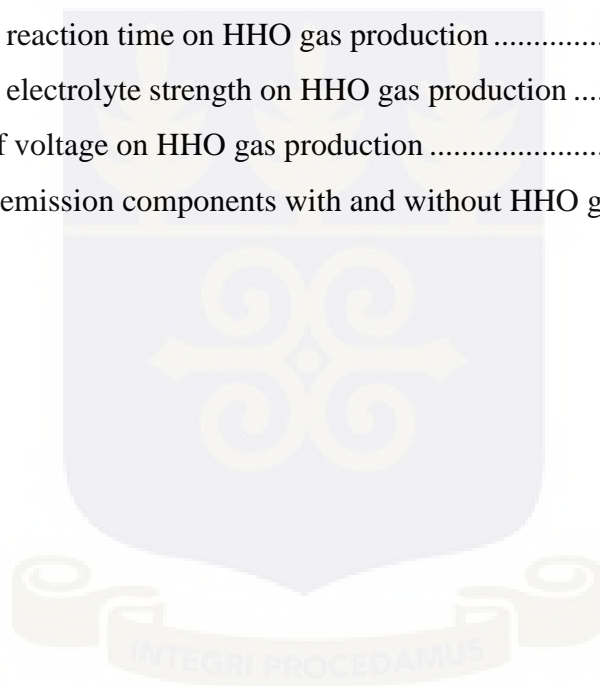 reaction time on HHO gas production.............
electrolyte strength on HHO gas production ....
f voltage on HHO gas production.....................
emission components with and without HHO g
INTEGRI PROCEDAMUS